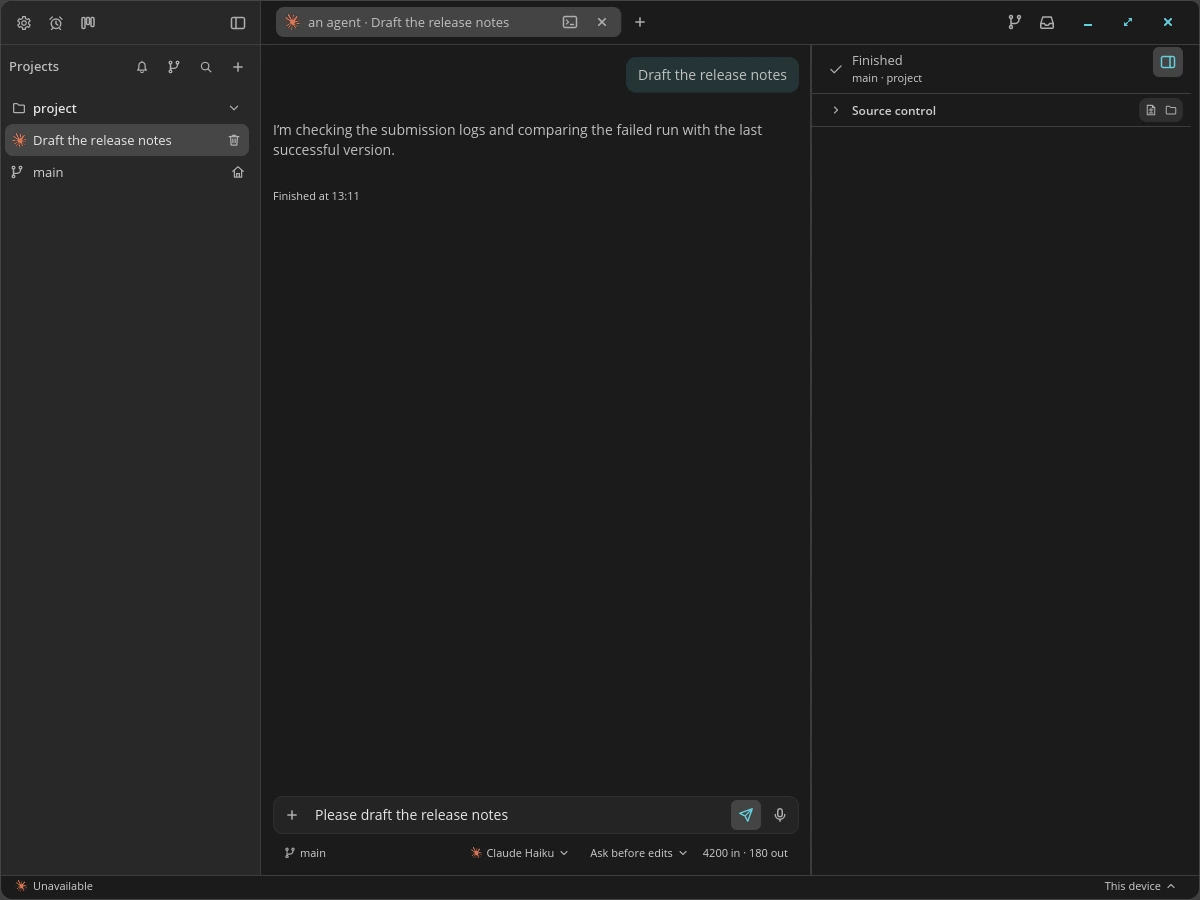 an agent · Draft the release notes
Projects
project
Draft the release notes
main
Draft the release notes
I'm checking the submission logs and comparing the failed run with the last
successful version.
Finished at 13:11
Finished
main · project
Source control
Please draft the release notes
main
Claude Haiku
Ask before edits
4200 in · 180 out
Unavailable
This device